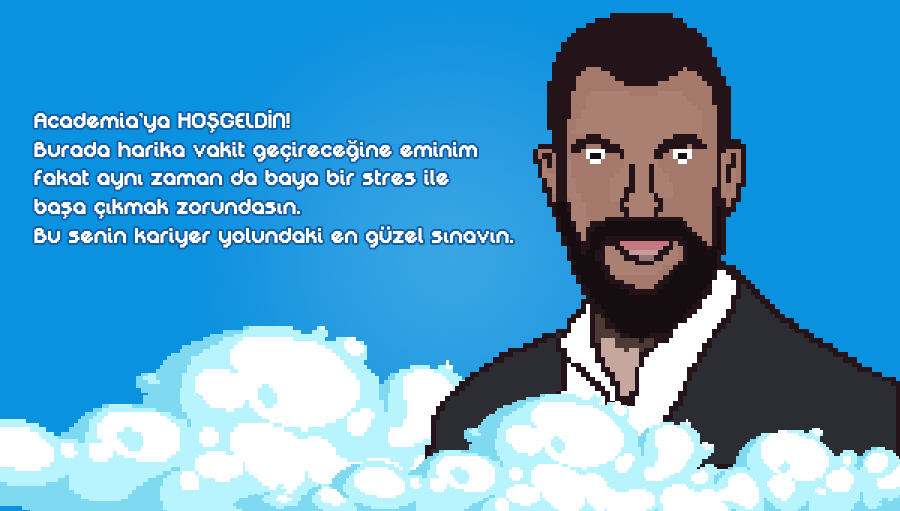 Academia'ya HOŞGELDİN!
Burada harika vakit geçireceğine eminim
fakat aynı zaman da baya bir stres ile
başa çıkmak zorundasın.
Bu senin kariyer yolundaki en güzel sınavın.